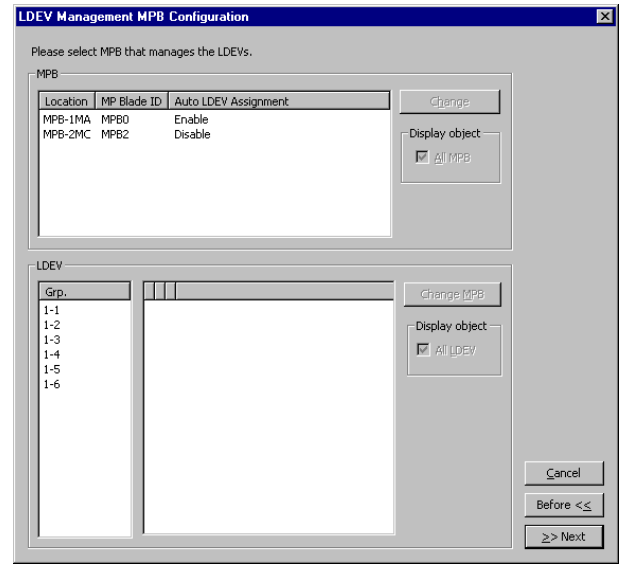 LDEV Management MPB Configuration
Please select MPB that manages the LDEVs.
MPB
Location MP Blade ID Auto LDEV Assignment
MPB-1MA MPB0 Enable
MPB-2MC MPB2 Disable
Change
Display object
All MPB
LDEV
Grp.
1-1
1-2
1-3
1-4
1-5
1-6
Change MPB
Display object
All LDEV
Cancel
Before <<
>> Next